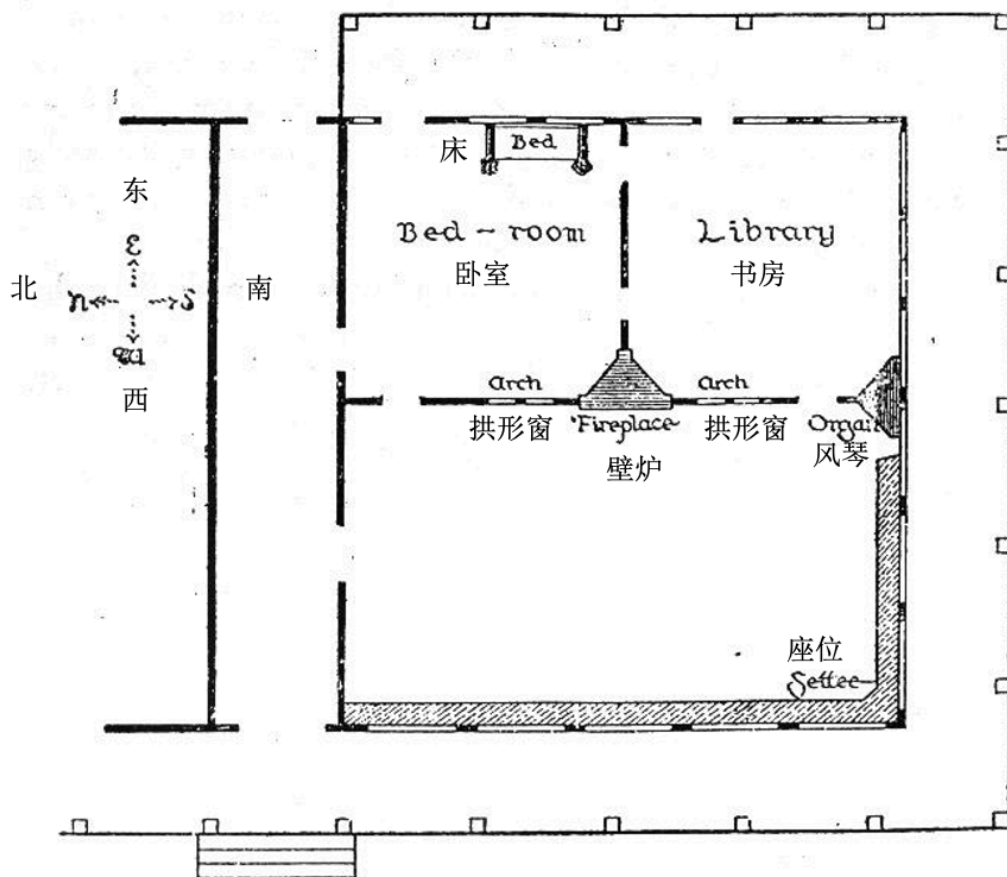 床 Bed
东
E
Bed-room
卧室
Library
书房
北
南
N
S
W
西
arch
arch
拱形窗
Fireplace
拱形窗
Organ
壁炉
风琴
座位
Settee